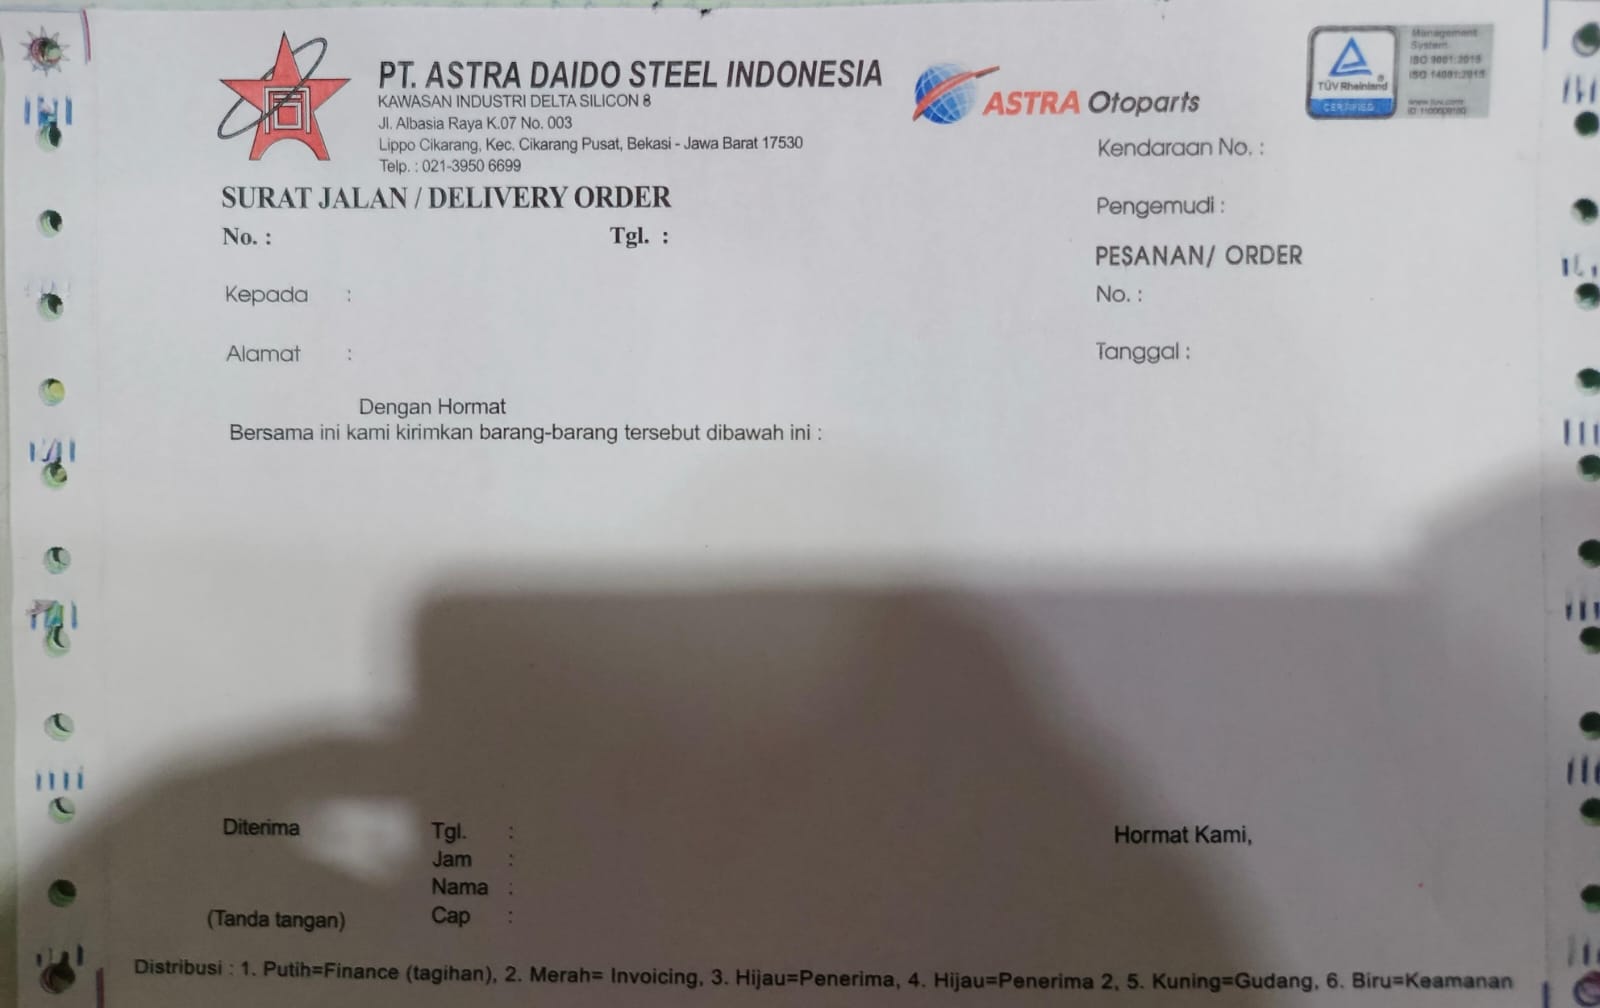 PT. ASTRA DAIDO STEEL INDONESIA
KAWASAN INDUSTRI DELTA SILICON 8
Jl. Albasia Raya K.07 No. 003
Lippo Cikarang, Kec. Cikarang Pusat, Bekasi - Jawa Barat 17530
Telp. : 021-3950 6699
ASTRA Otoparts
TÜVRheinland®
CERTIFIED
Management
System
ISO 9001:2015
ISO 14001:2015
www.tuv.com
SURAT JALAN / DELIVERY ORDER
No. :
Tgl. :
Kepada :
Alamat :
Kendaraan No. :
Pengemudi :
PESANAN/ ORDER
No. :
Tanggal :
Dengan Hormat
Bersama ini kami kirimkan barang-barang tersebut dibawah ini :
Diterima
(Tanda tangan)
Tgl. :
Jam :
Nama :
Cap :
Hormat Kami,
Distribusi : 1. Putih=Finance (tagihan), 2. Merah= Invoicing, 3. Hijau=Penerima, 4. Hijau=Penerima 2, 5. Kuning=Gudang, 6. Biru=Keamanan